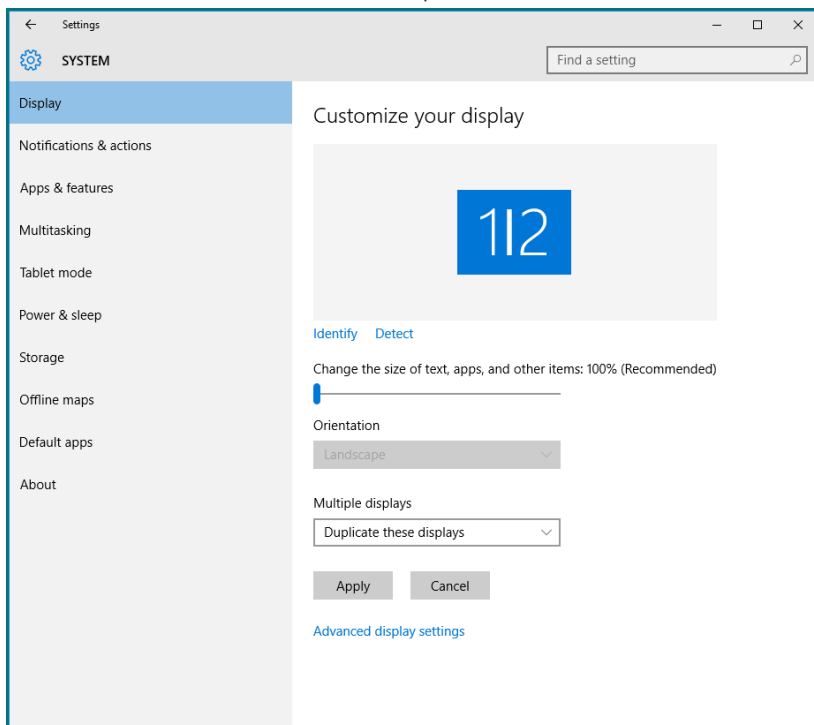 Settings
SYSTEM
Find a setting
Display
Notifications & actions
Apps & features
Multitasking
Tablet mode
Power & sleep
Storage
Offline maps
Default apps
About
Customize your display
1|2
Identify Detect
Change the size of text, apps, and other items: 100% (Recommended)
Orientation
Landscape
Multiple displays
Duplicate these displays
Apply Cancel
Advanced display settings